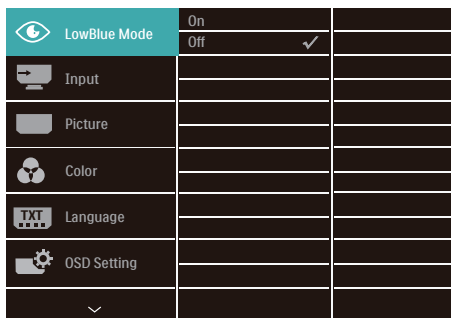 LowBlue Mode
On
Off
Input
Picture
Color
TXT
Language
OSD Setting